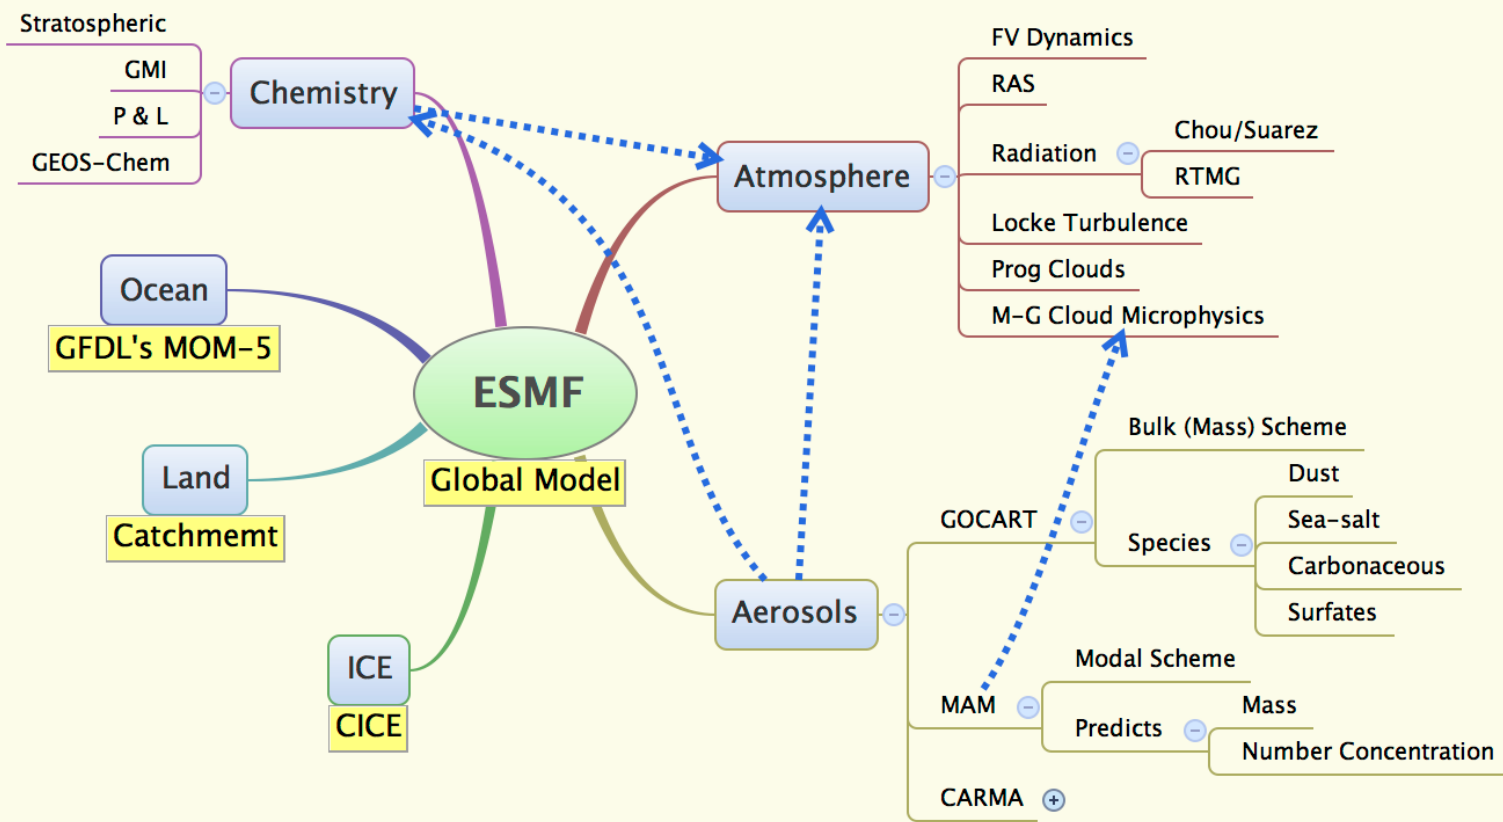 Stratospheric
GMI
P & L
GEOS-Chem
Chemistry
Ocean
GFDL's MOM-5
Land
Catchmemt
ICE
CICE
ESMF
Global Model
Atmosphere
FV Dynamics
RAS
Radiation
Chou/Suarez
RTMG
Locke Turbulence
Prog Clouds
M-G Cloud Microphysics
Aerosols
GOCART
Bulk (Mass) Scheme
Species
Dust
Sea-salt
Carbonaceous
Surfates
MAM
Modal Scheme
Predicts
Mass
Number Concentration
CARMA